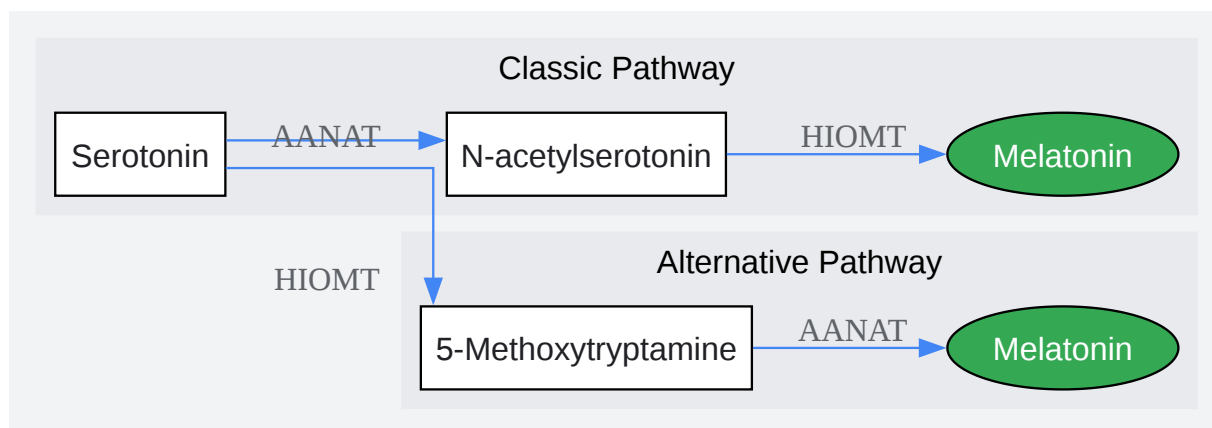 Classic Pathway
Serotonin
AANAT
N-acetylserotonin
HIOMT
Melatonin
HIOMT
Alternative Pathway
5-Methoxytryptamine
AANAT
Melatonin